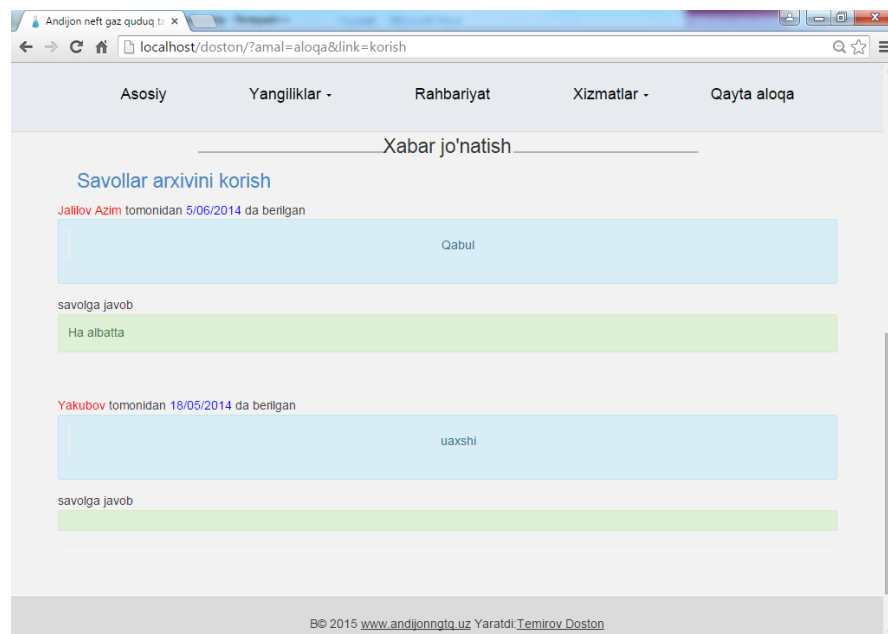 Andijon neft gaz quduq ta
localhost/doston/?amal=aloqa&link=korish
Asosiy Yangiliklar Rahbariyat Xizmatlar Qayta aloqa
Xabar jo'natish
Savollar arxivini korish
Jalilov Azim tomonidan 5/06/2014 da berilgan
Qabul
savolga javob
Ha albatta
Yakubov tomonidan 18/05/2014 da berilgan
uaxshi
savolga javob
В© 2015 www.andijonngtq.uz Yaratdi:Temirov Doston